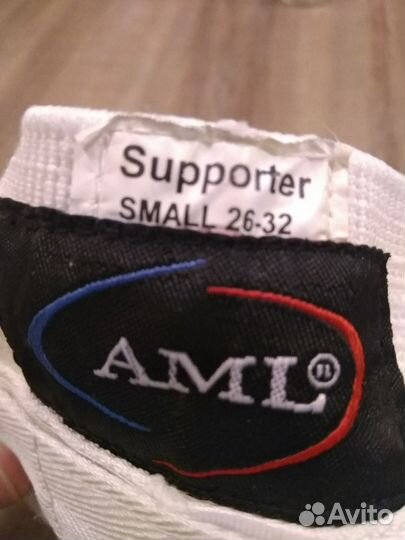 Supporter
SMALL 26-32
AML
Avito